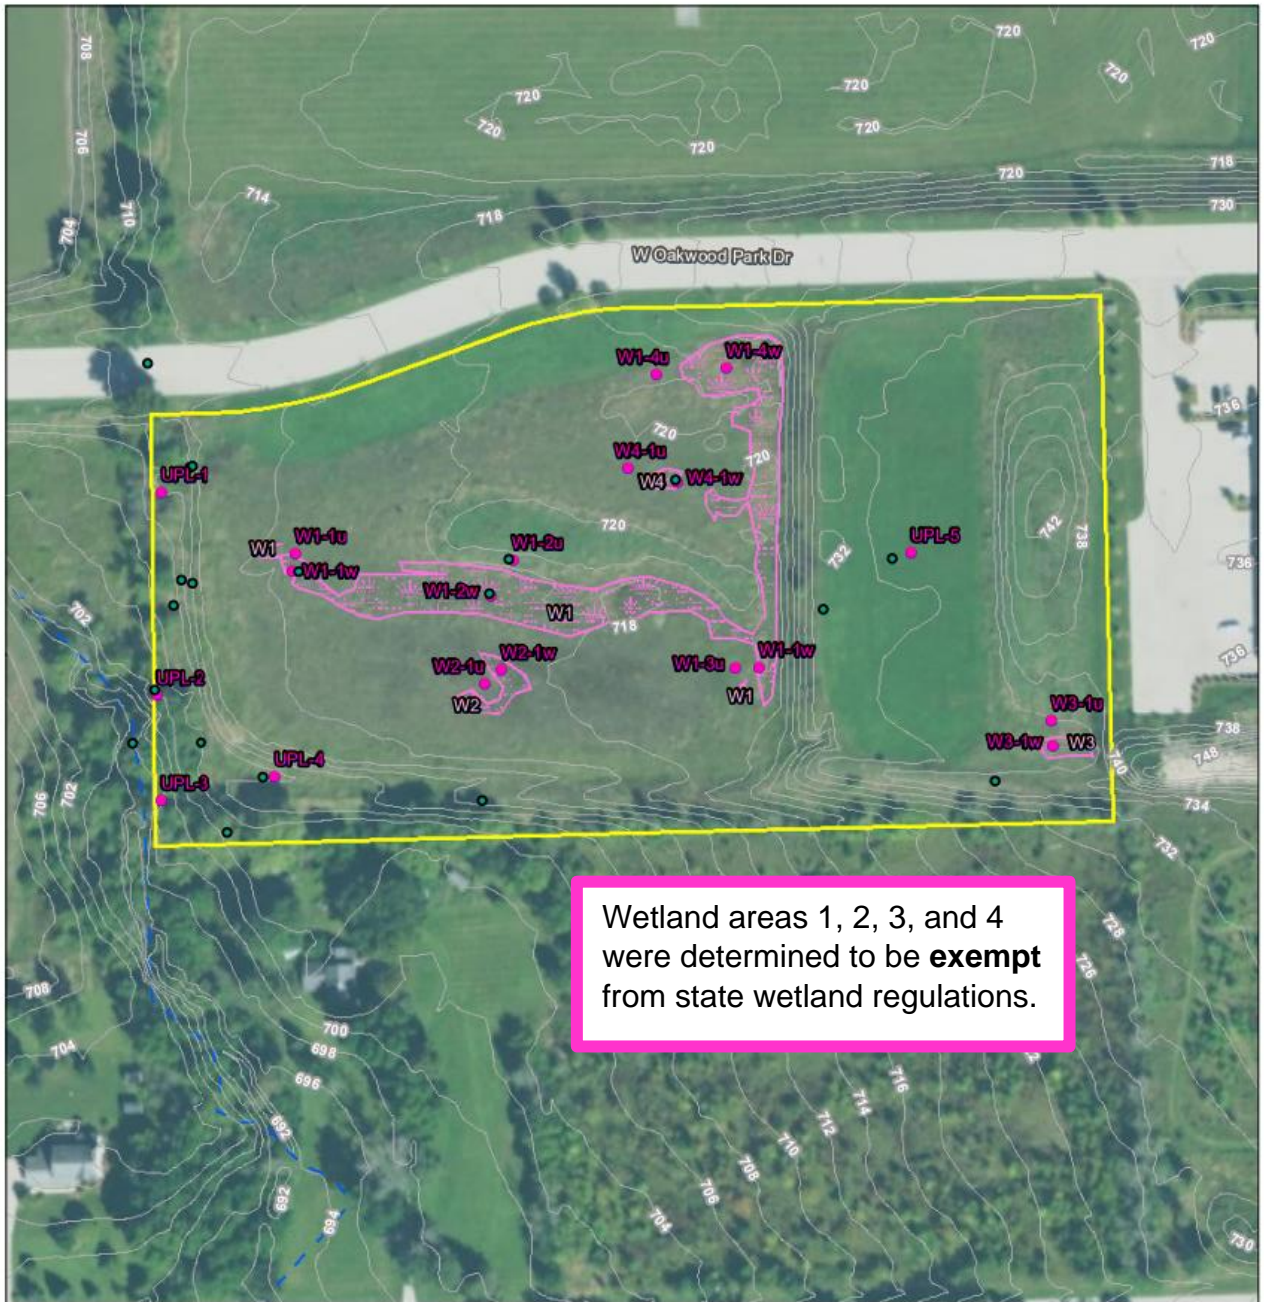 708
720
720
720
720
720
720
706
720
720
718
720
714
730
718
710
704
W Oakwood Park Dr
W1-4u
W1-4w
736
720
720
W4-1u
W4
W4-1w
UPL-1
742
738
720
732
W1-1u
W1
W1-2u
UPL-5
736
W1-1w
W1-2w
W1
702
718
736
W2-1w
W2-1u
W1-3u
W1-1w
UPL-2
W1
W2
W3-1u
738
W3-1w
W3
748
740
UPL-4
UPL-3
702
706
734
732
Wetland areas 1, 2, 3, and 4
were determined to be exempt
from state wetland regulations.
728
726
708
700
704
698
696
716
714
692
712
710
708
706
692
694
704
730